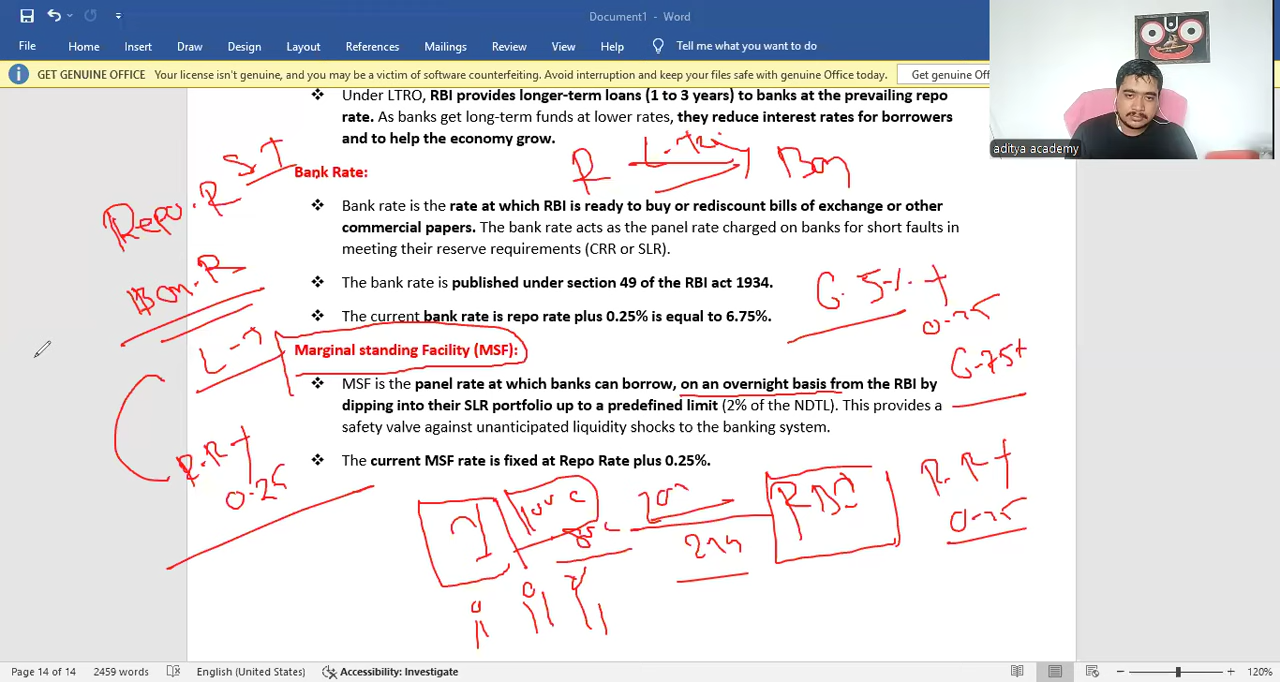 Document1 - Word
File Home Insert Draw Design Layout References Mailings Review View Help Tell me what you want to do
GET GENUINE OFFICE Your license isn't genuine, and you may be a victim of software counterfeiting. Avoid interruption and keep your files safe with genuine Office today. Get genuine Offi
aditya academy
❖ Under LTRO, RBI provides longer-term loans (1 to 3 years) to banks at the prevailing repo
rate. As banks get long-term funds at lower rates, they reduce interest rates for borrowers
and to help the economy grow.
S.T
R
Repo.R
Bank Rate:
❖ Bank rate is the rate at which RBI is ready to buy or rediscount bills of exchange or other
commercial papers. The bank rate acts as the panel rate charged on banks for short faults in
meeting their reserve requirements (CRR or SLR).
Ban.R
❖ The bank rate is published under section 49 of the RBI act 1934.
6.5%. +
0.25
❖ The current bank rate is repo rate plus 0.25% is equal to 6.75%.
Marginal standing Facility (MSF):
6.75+
❖ MSF is the panel rate at which banks can borrow, on an overnight basis from the RBI by
dipping into their SLR portfolio up to a predefined limit (2% of the NDTL). This provides a
safety valve against unanticipated liquidity shocks to the banking system.
❖ The current MSF rate is fixed at Repo Rate plus 0.25%.
R.R +
0.25
RBI
R.R +
0.25
Page 14 of 14 2459 words English (United States) Accessibility: Investigate 120%